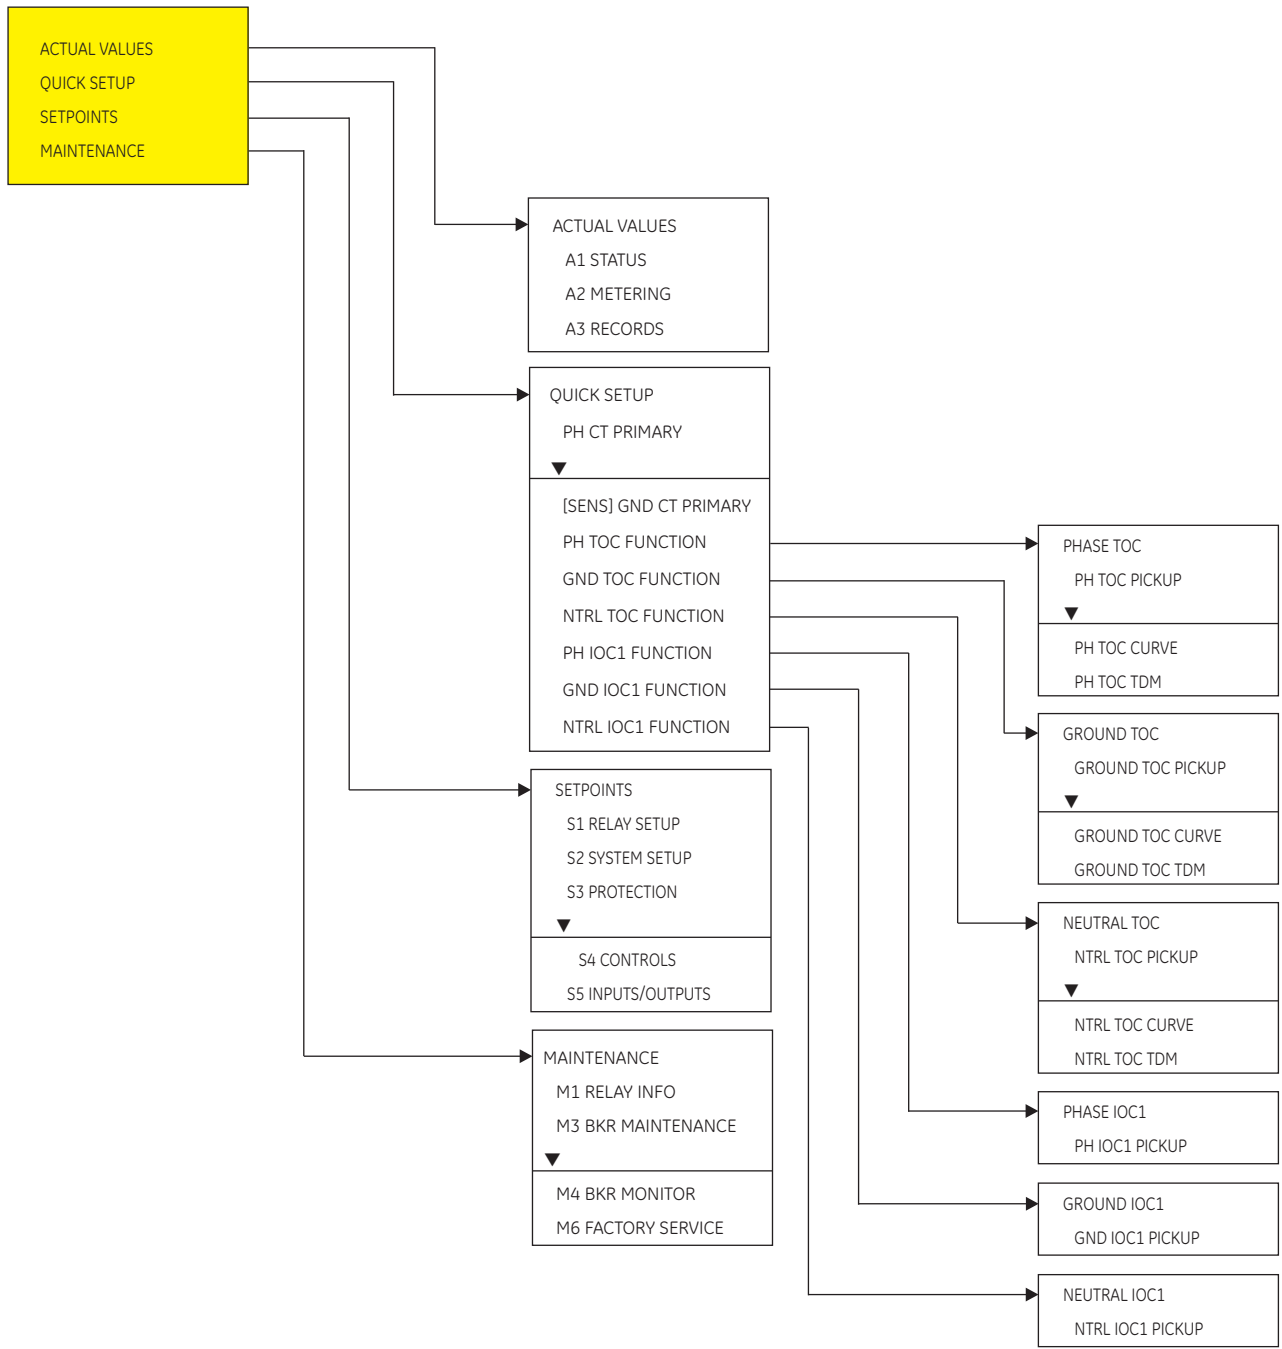 ACTUAL VALUES
QUICK SETUP
SETPOINTS
MAINTENANCE
ACTUAL VALUES
A1 STATUS
A2 METERING
A3 RECORDS
QUICK SETUP
PH CT PRIMARY
[SENS] GND CT PRIMARY
PH TOC FUNCTION
GND TOC FUNCTION
NTRL TOC FUNCTION
PH IOC1 FUNCTION
GND IOC1 FUNCTION
NTRL IOC1 FUNCTION
SETPOINTS
S1 RELAY SETUP
S2 SYSTEM SETUP
S3 PROTECTION
S4 CONTROLS
S5 INPUTS/OUTPUTS
MAINTENANCE
M1 RELAY INFO
M3 BKR MAINTENANCE
M4 BKR MONITOR
M6 FACTORY SERVICE
PHASE TOC
PH TOC PICKUP
PH TOC CURVE
PH TOC TDM
GROUND TOC
GROUND TOC PICKUP
GROUND TOC CURVE
GROUND TOC TDM
NEUTRAL TOC
NTRL TOC PICKUP
NTRL TOC CURVE
NTRL TOC TDM
PHASE IOC1
PH IOC1 PICKUP
GROUND IOC1
GND IOC1 PICKUP
NEUTRAL IOC1
NTRL IOC1 PICKUP